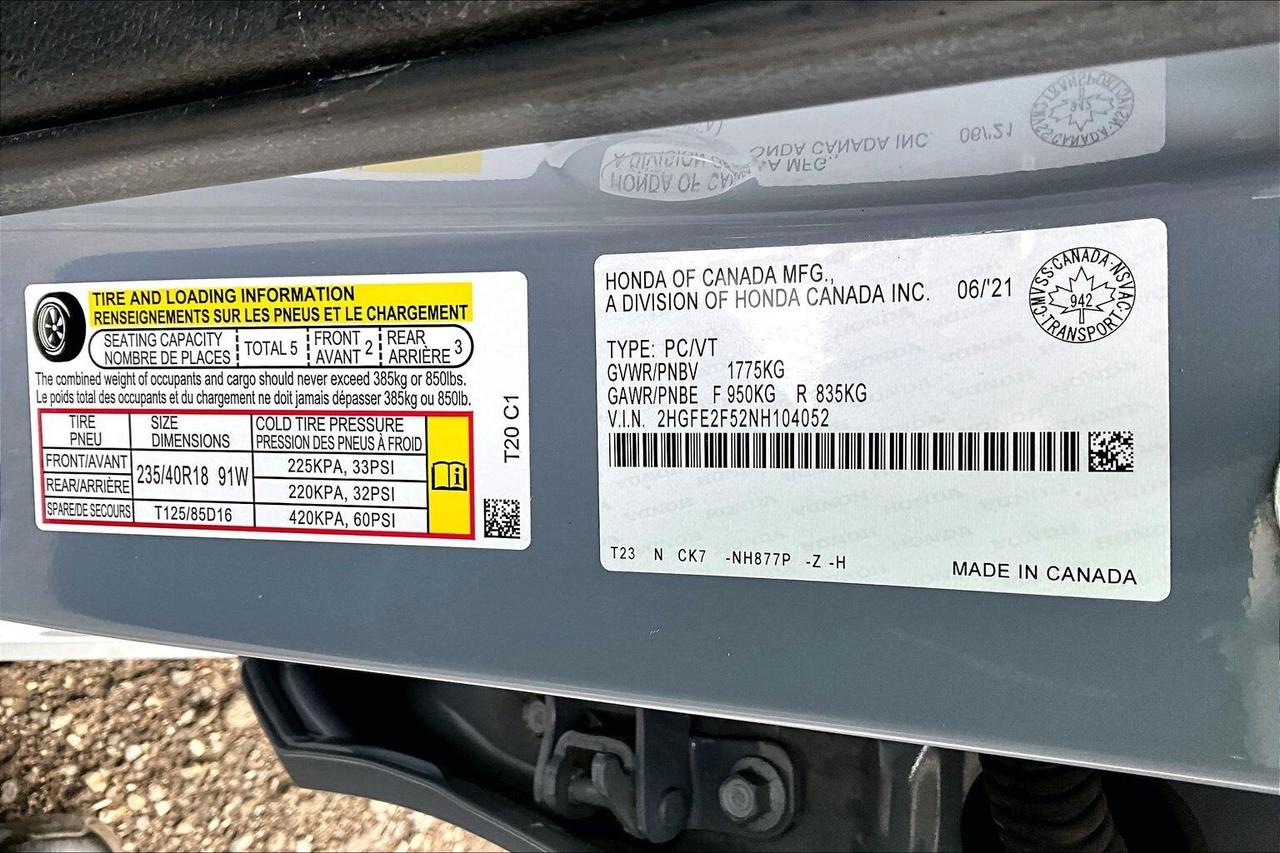 TIRE AND LOADING INFORMATION
RENSEIGNEMENTS SUR LES PNEUS ET LE CHARGEMENT
SEATING CAPACITY
NOMBRE DE PLACES
TOTAL 5
FRONT
AVANT 2
REAR
ARRIÈRE 3
The combined weight of occupants and cargo should never exceed 385kg or 850lbs.
Le poids total des occupants et du chargement ne doit jamais dépasser 385kg ou 850lb.
TIRE
PNEU
SIZE
DIMENSIONS
COLD TIRE PRESSURE
PRESSION DES PNEUS À FROID
FRONT/AVANT
235/40R18 91W
225KPA, 33PSI
REAR/ARRIÈRE
220KPA, 32PSI
SPARE/DE SECOURS
T125/85D16
420KPA, 60PSI
T20 C1
HONDA OF CANADA MFG.,
A DIVISION OF HONDA CANADA INC. 06/'21
CMVSS CANADA NSVAC
942
TRANSPORT
TYPE: PC/VT
GVWR/PNBV 1775KG
GAWR/PNBE F 950KG R 835KG
V.I.N. 2HGFE2F52NH104052
T23 N CK7 -NH877P -Z -H
MADE IN CANADA